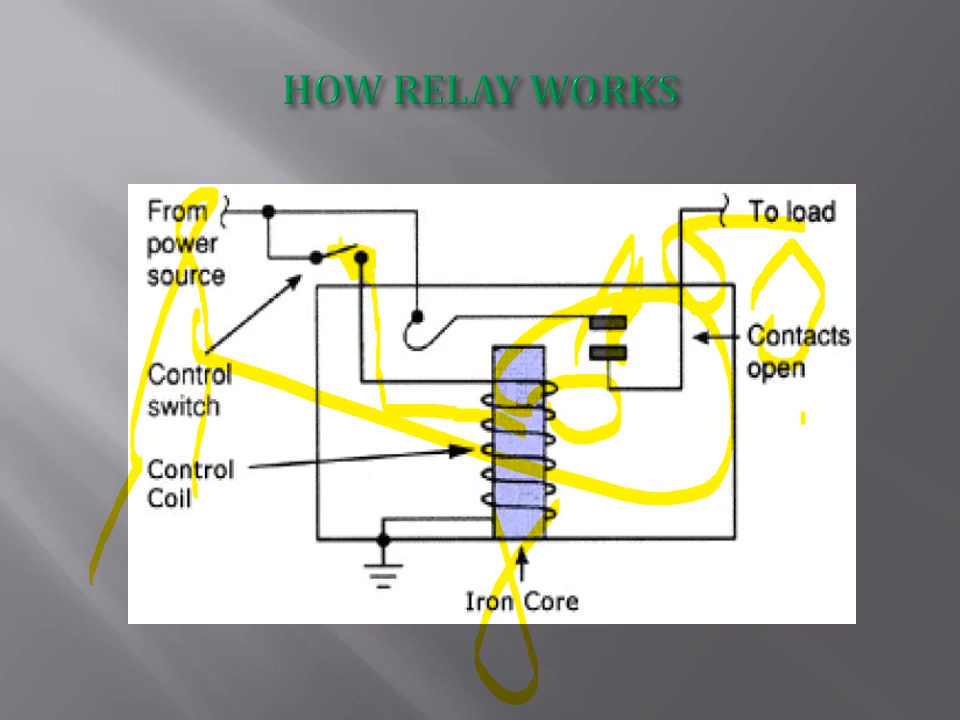 HOW RELAY WORKS
From
power
source
To load
Contacts
open
Control
switch
Control
Coil
Iron Core